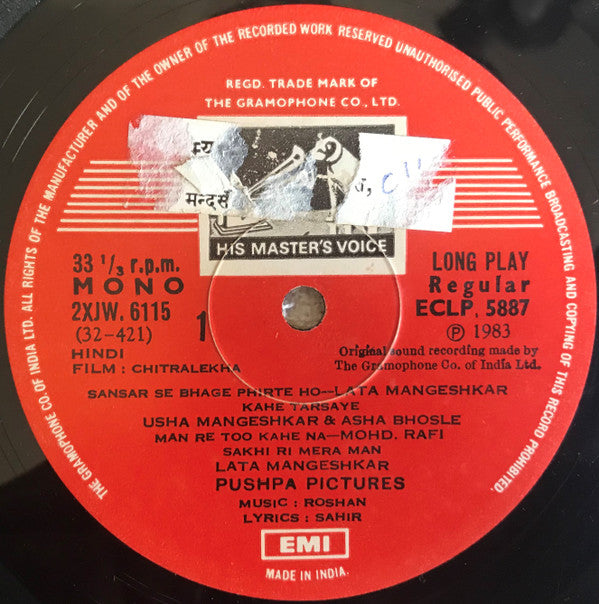 ALL RIGHTS OF THE MANUFACTURER AND OF THE OWNER OF THE RECORDED WORK RESERVED UNAUTHORISED PUBLIC PERFORMANCE BROADCASTING AND COPYING OF THIS RECORD PROHIBITED.
THE GRAMOPHONE CO. OF INDIA LTD.
REGD. TRADE MARK OF
THE GRAMOPHONE CO., LTD.
मन्दर्स
C"
HIS MASTER'S VOICE
33 1/3 r.p.m.
MONO
2XJW. 6115
(32-421)
1
HINDI
FILM : CHITRALEKHA
LONG PLAY
Regular
ECLP. 5887
Ⓟ 1983
Original sound recording made by
The Gramophone Co. of India Ltd.
SANSAR SE BHAGE PHIRTE HO--LATA MANGESHKAR
KAHE TARSAYE
USHA MANGESHKAR & ASHA BHOSLE
MAN RE TOO KAHE NA—MOHD. RAFI
SAKHI RI MERA MAN
LATA MANGESHKAR
PUSHPA PICTURES
MUSIC : ROSHAN
LYRICS : SAHIR
EMI
MADE IN INDIA.